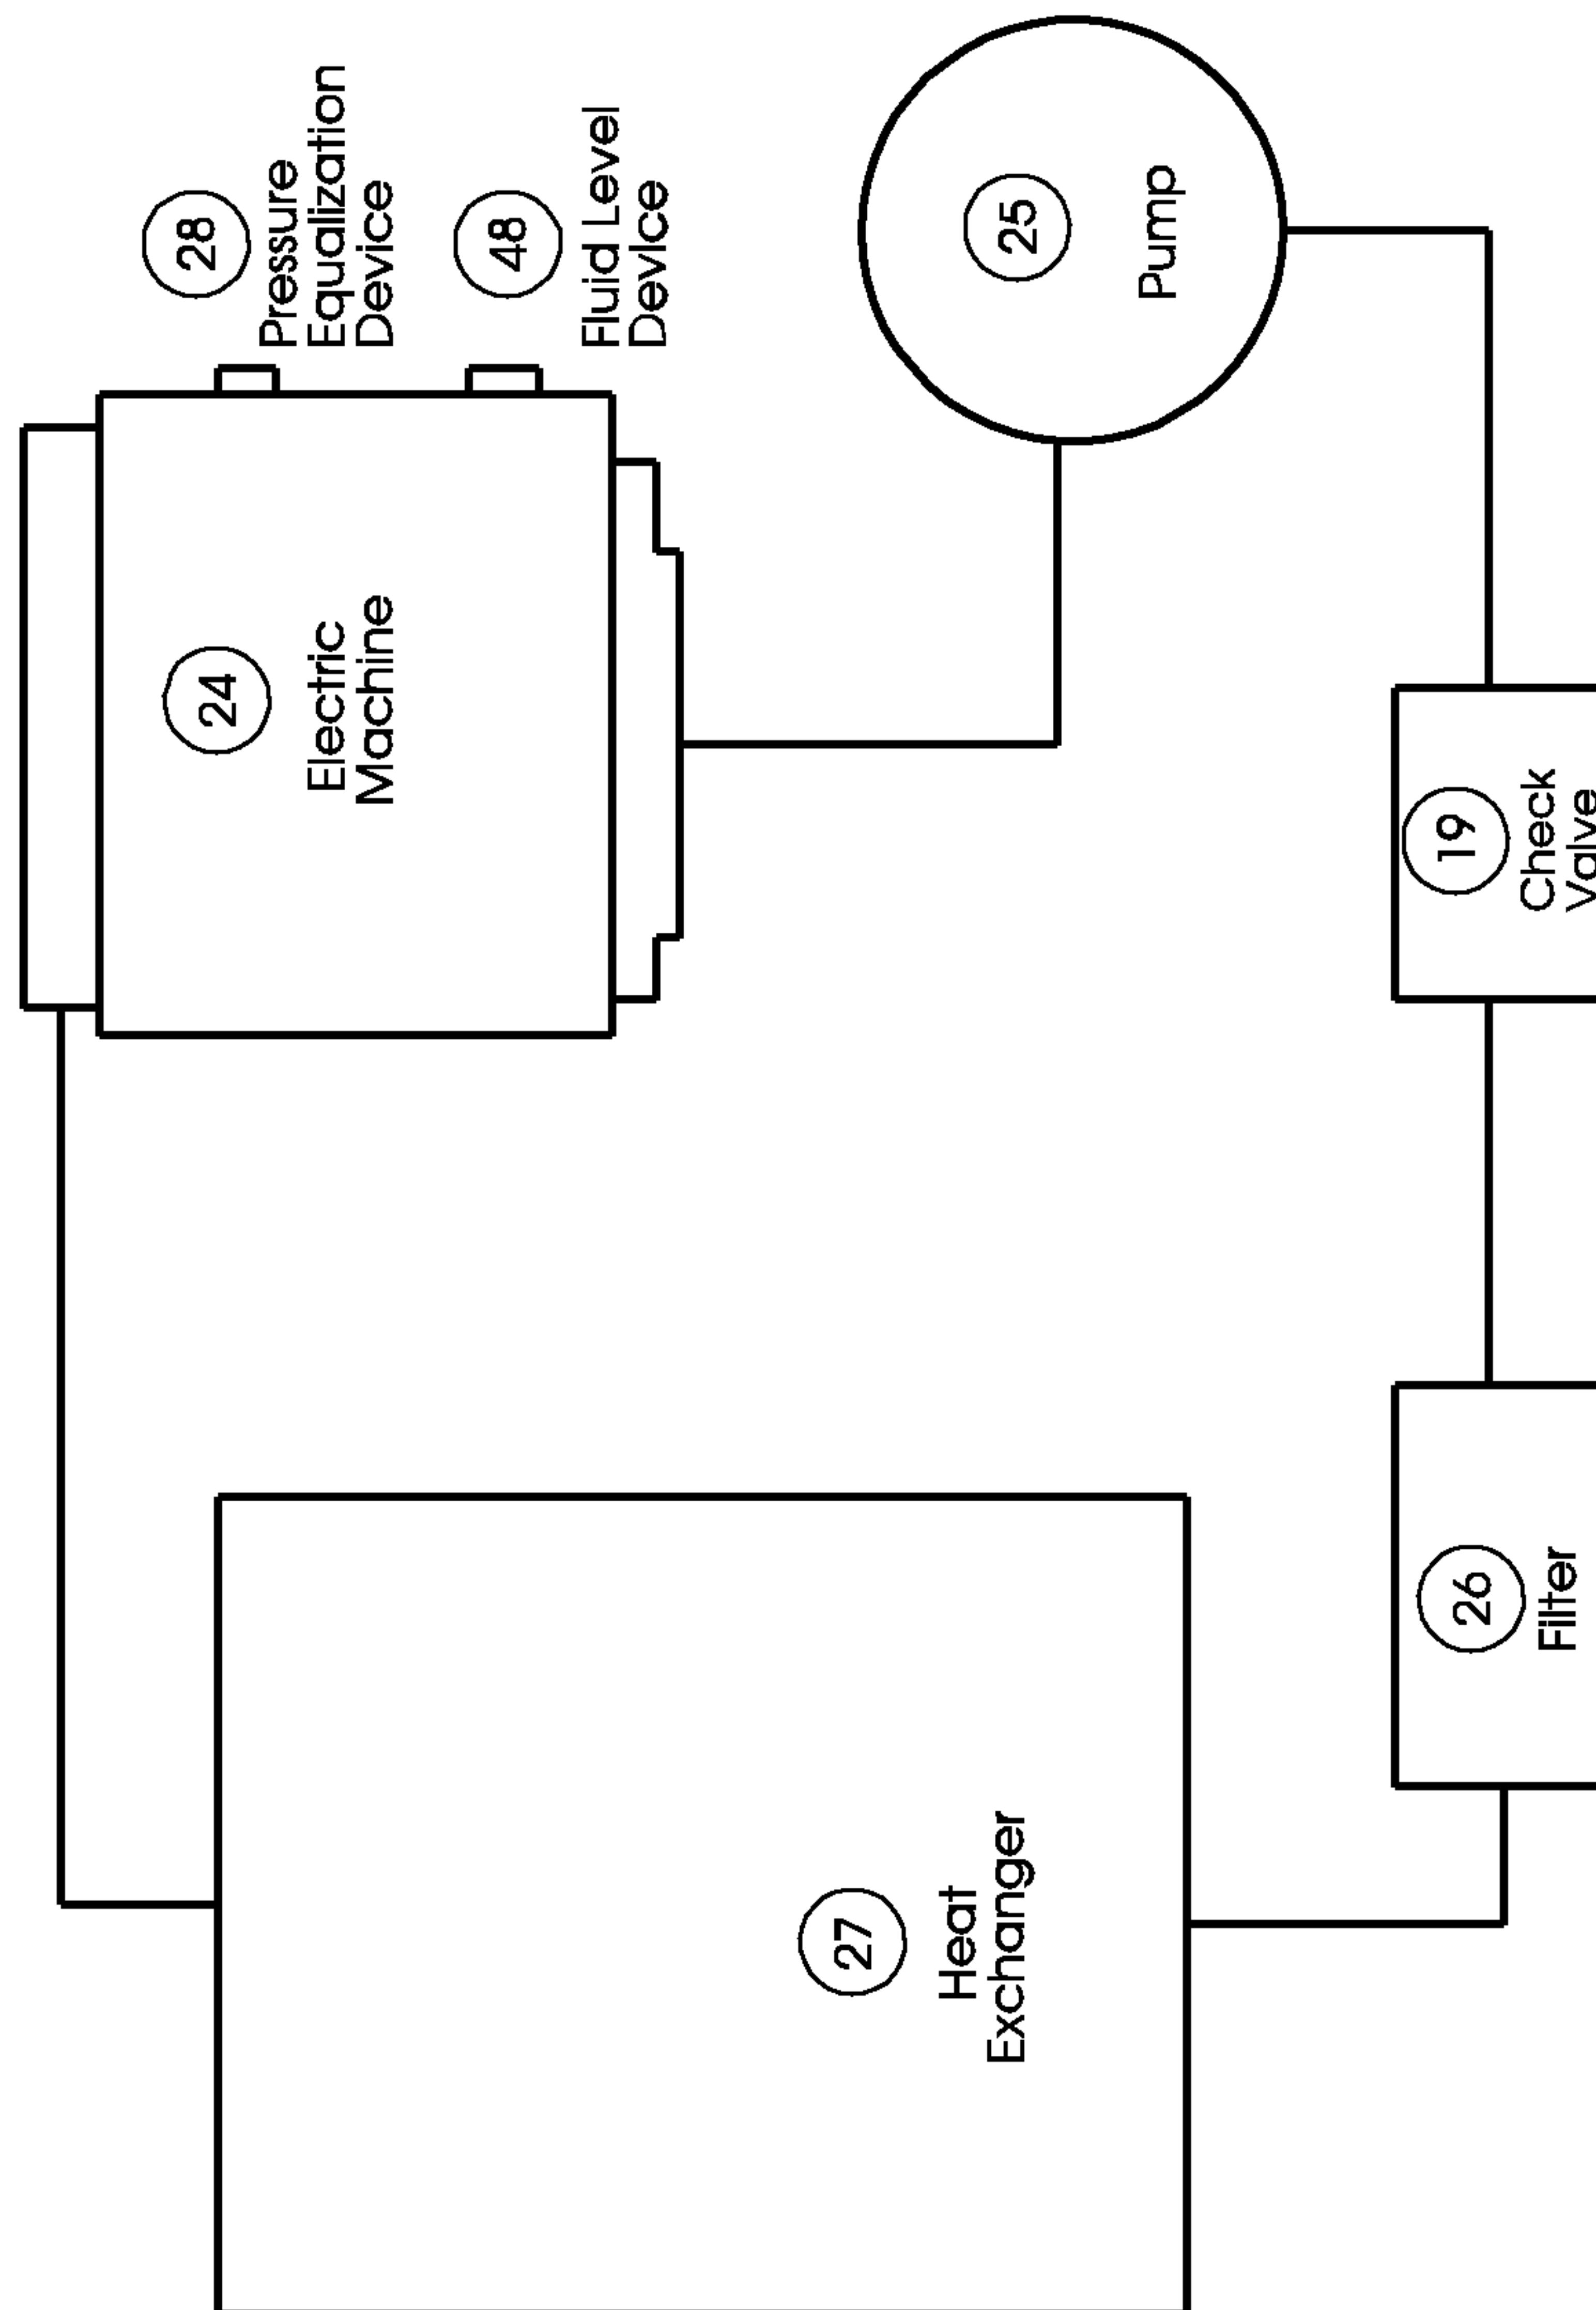 28
Pressure
Equalization
Device
48
Fluid Level
Device
24
Electric
Machine
25
Pump
19
Check
Valve
27
Heat
Exchanger
26
Filter